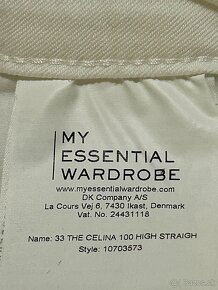 MY
ESSENTIAL
WARDROBE
www.myessentialwardrobe.com
DK Company A/S
La Cours Vej 6, 7430 Ikast, Denmark
Vat. No. 24431118
Name: 33 THE CELINA 100 HIGH STRAIGH
Style: 10703573